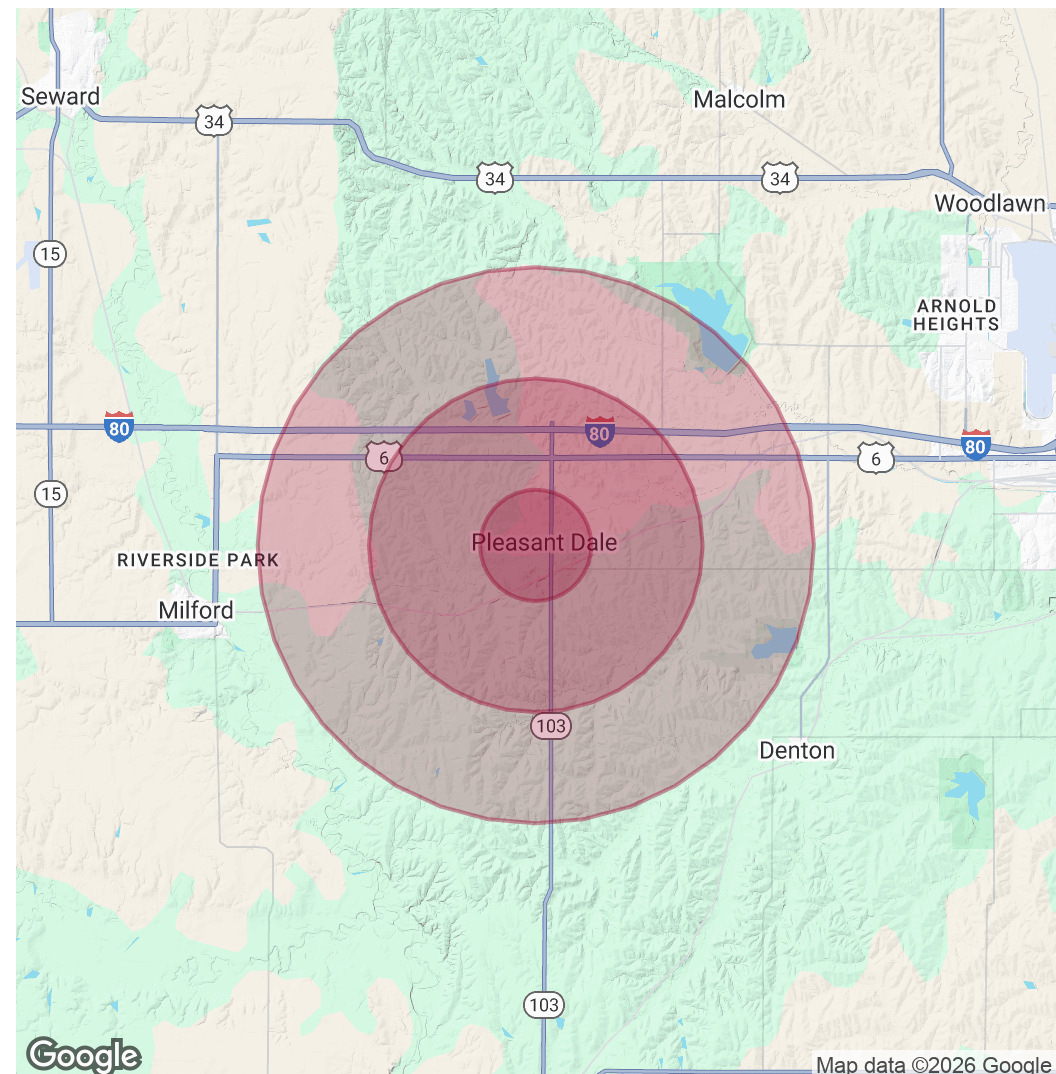 Seward
Malcolm
34
34
34
Woodlawn
15
ARNOLD
HEIGHTS
80
80
80
6
6
15
Pleasant Dale
RIVERSIDE PARK
Milford
103
Denton
103
Google
Map data ©2026 Google